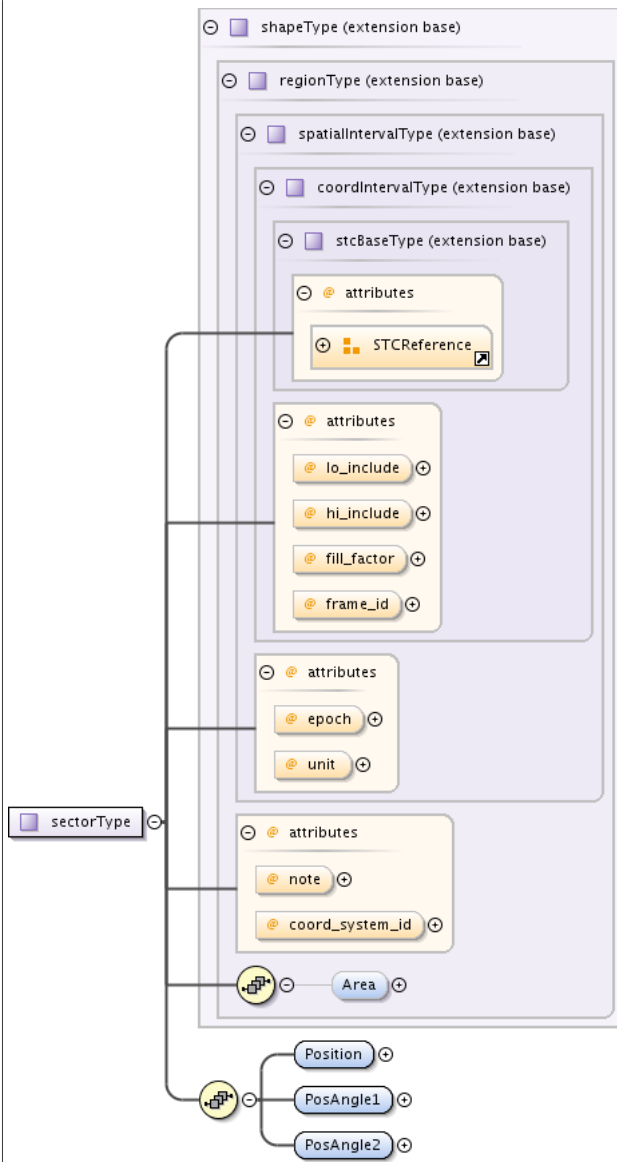 shapeType (extension base)
regionType (extension base)
spatialIntervalType (extension base)
coordIntervalType (extension base)
stcBaseType (extension base)
@ attributes
STCReference
@ attributes
@ lo_include
@ hi_include
@ fill_factor
@ frame_id
@ attributes
@ epoch
@ unit
sectorType
@ attributes
@ note
@ coord_system_id
Area
Position
PosAngle1
PosAngle2